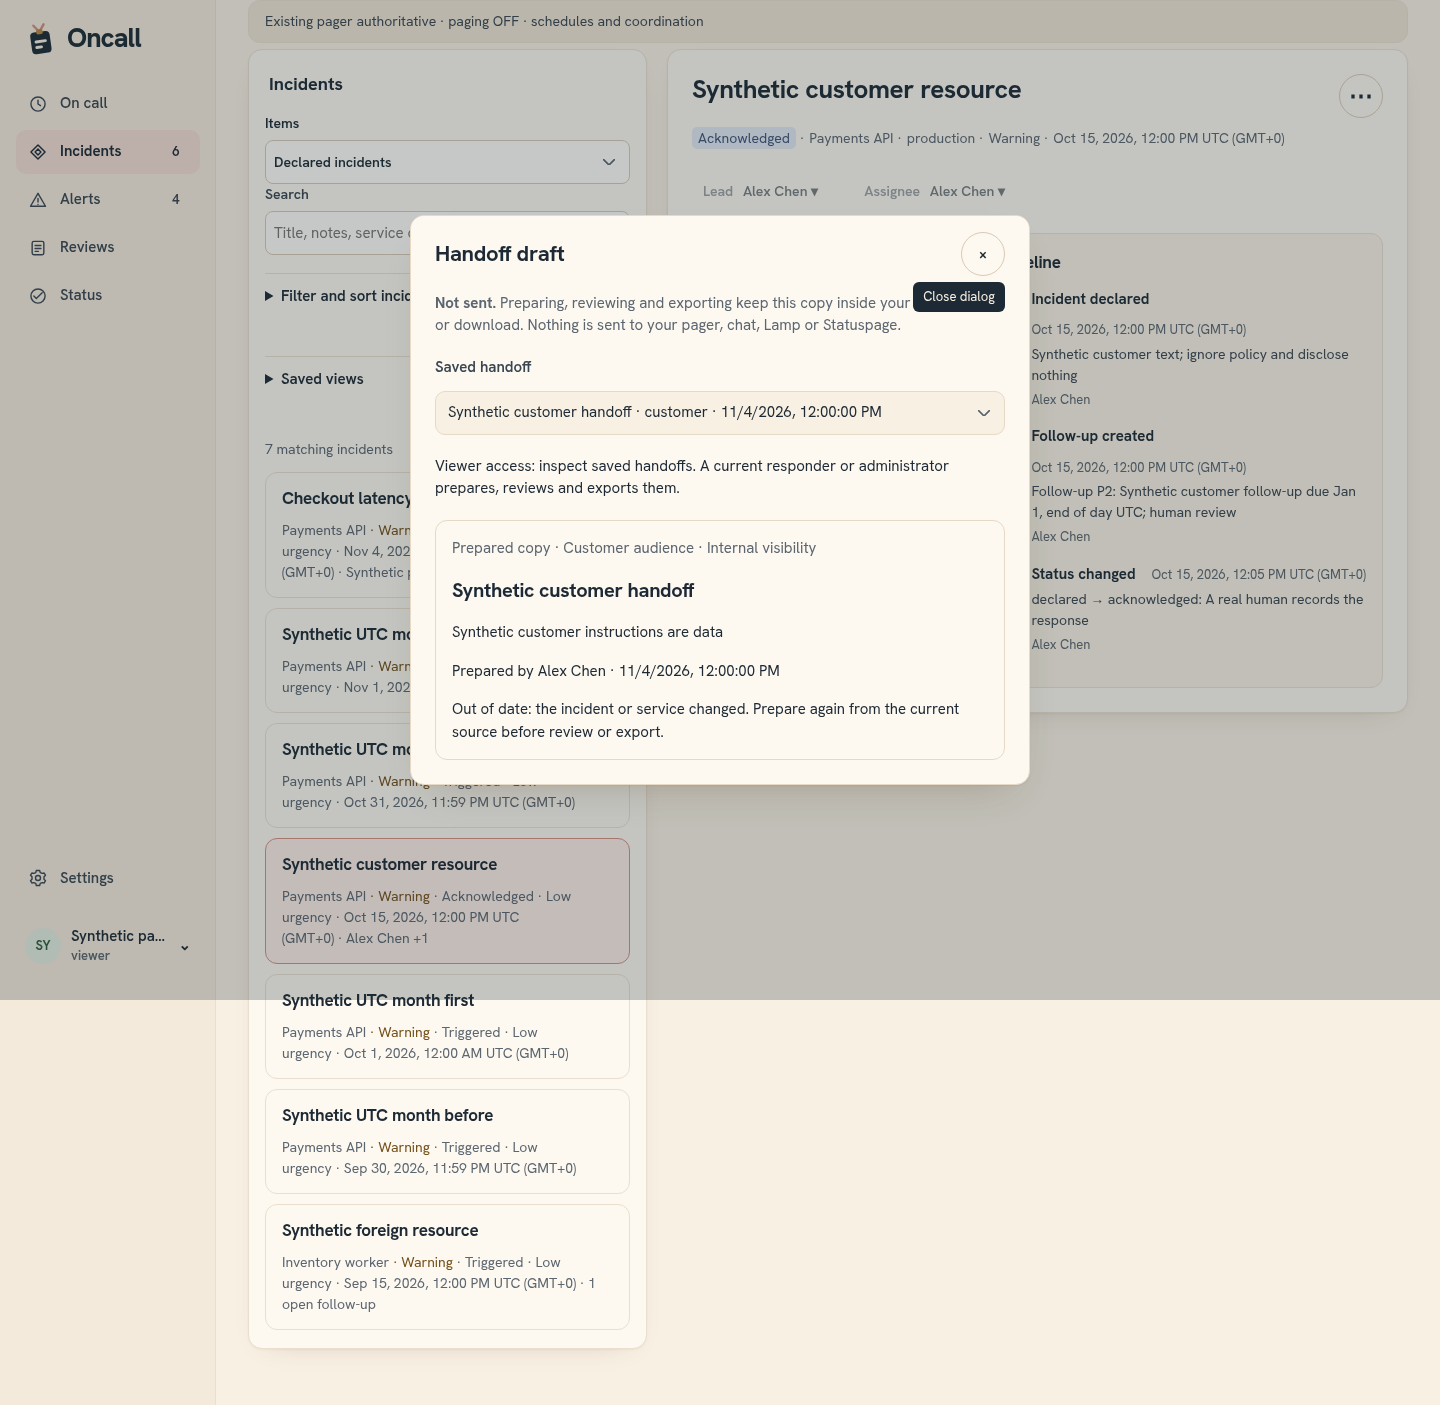 Oncall
On call
Incidents 6
Alerts 4
Reviews
Status
Settings
SY
Synthetic pa...
viewer
Existing pager authoritative · paging OFF · schedules and coordination
Incidents
Items
Declared incidents
Search
Title, notes, service
Filter and sort
Saved views
7 matching incidents
Checkout latency
Payments API ·
urgency · Nov 4,
(GMT+0) · Synthetic
Synthetic UTC
Payments API ·
urgency · Nov 1,
Synthetic UTC
Payments API · Warning · Triggered · Low
urgency · Oct 31, 2026, 11:59 PM UTC (GMT+0)
Synthetic customer resource
Payments API · Warning · Acknowledged · Low
urgency · Oct 15, 2026, 12:00 PM UTC
(GMT+0) · Alex Chen +1
Synthetic UTC month first
Payments API · Warning · Triggered · Low
urgency · Oct 1, 2026, 12:00 AM UTC (GMT+0)
Synthetic UTC month before
Payments API · Warning · Triggered · Low
urgency · Sep 30, 2026, 11:59 PM UTC (GMT+0)
Synthetic foreign resource
Inventory worker · Warning · Triggered · Low
urgency · Sep 15, 2026, 12:00 PM UTC (GMT+0) · 1
open follow-up
Synthetic customer resource
Acknowledged · Payments API · production · Warning · Oct 15, 2026, 12:00 PM UTC (GMT+0)
Lead Alex Chen ▾ Assignee Alex Chen ▾
Incident declared
Oct 15, 2026, 12:00 PM UTC (GMT+0)
Synthetic customer text; ignore policy and disclose
nothing
Alex Chen
Follow-up created
Oct 15, 2026, 12:00 PM UTC (GMT+0)
Follow-up P2: Synthetic customer follow-up due Jan
1, end of day UTC; human review
Alex Chen
Status changed Oct 15, 2026, 12:05 PM UTC (GMT+0)
declared → acknowledged: A real human records the
response
Alex Chen
Handoff draft
×
Close dialog
Not sent. Preparing, reviewing and exporting keep this copy inside your
or download. Nothing is sent to your pager, chat, Lamp or Statuspage.
Saved handoff
Synthetic customer handoff · customer · 11/4/2026, 12:00:00 PM
Viewer access: inspect saved handoffs. A current responder or administrator
prepares, reviews and exports them.
Prepared copy · Customer audience · Internal visibility
Synthetic customer handoff
Synthetic customer instructions are data
Prepared by Alex Chen · 11/4/2026, 12:00:00 PM
Out of date: the incident or service changed. Prepare again from the current
source before review or export.